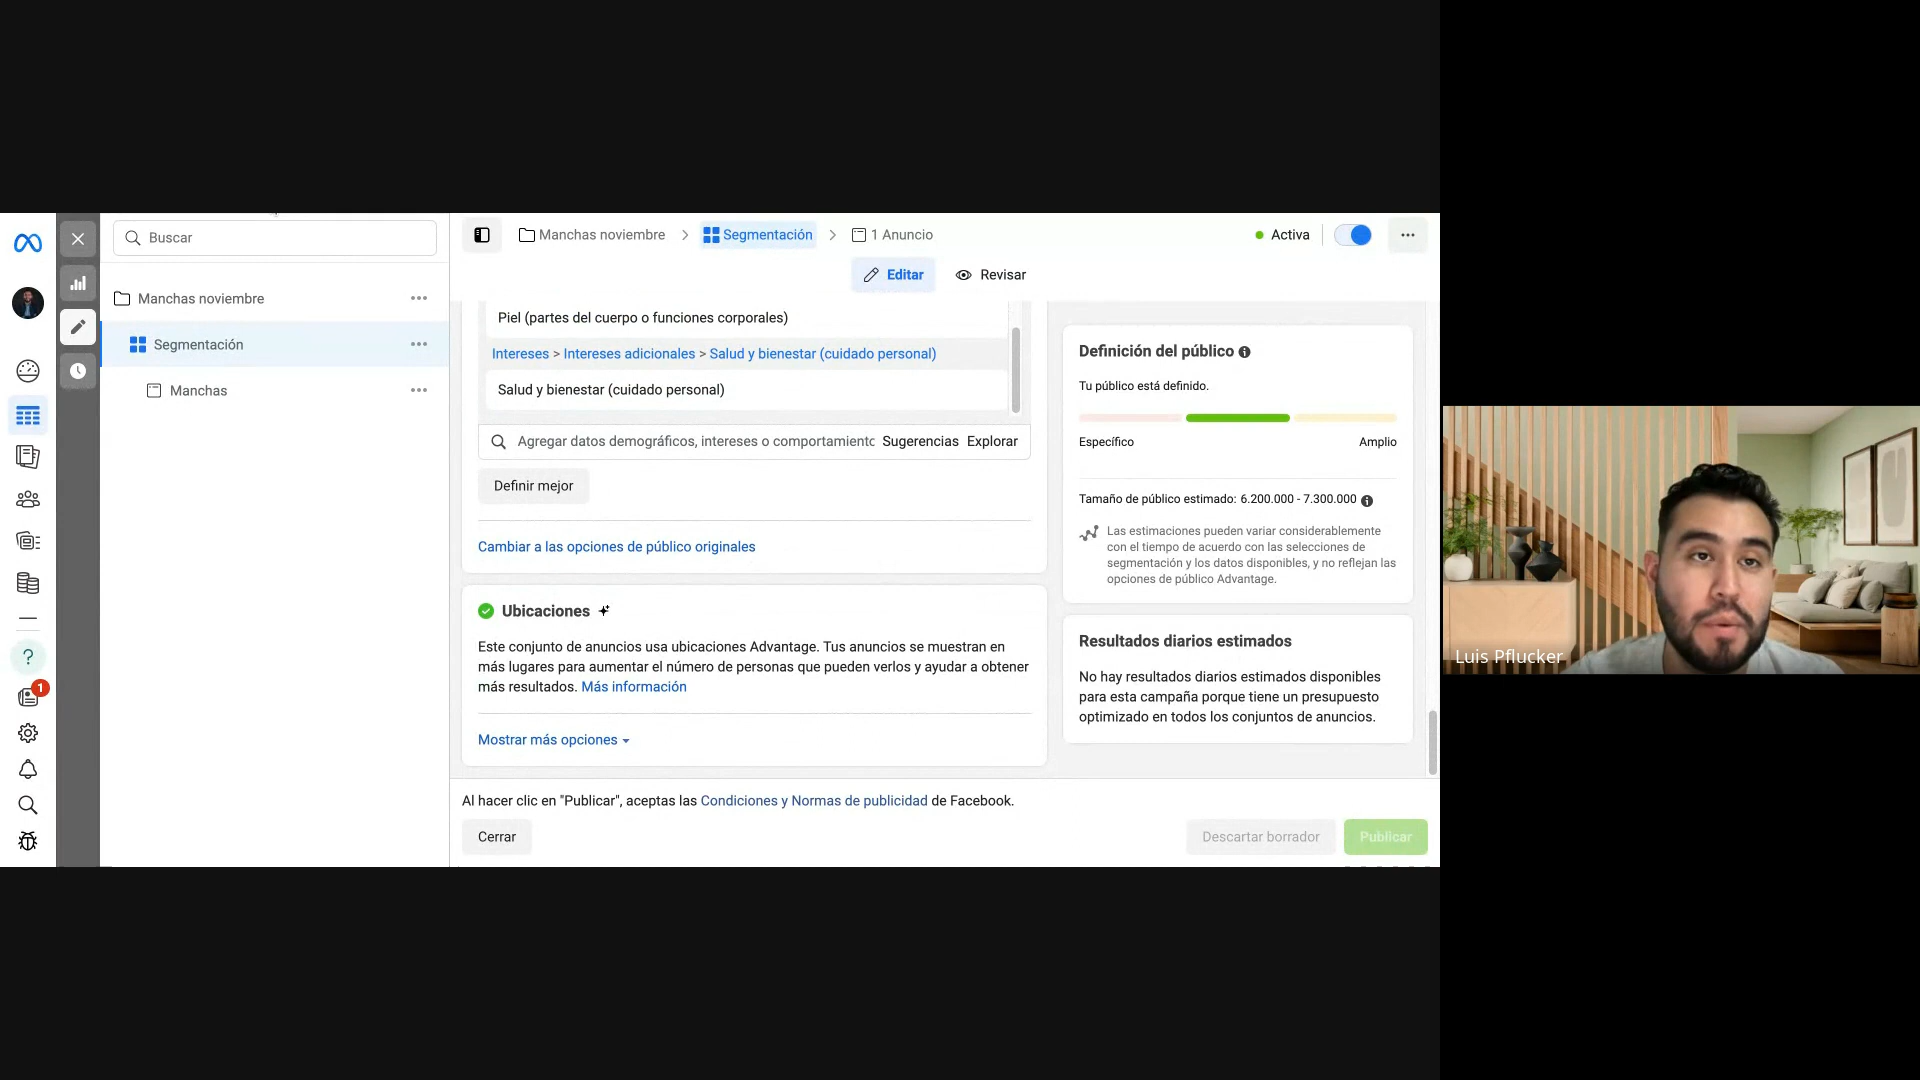 Buscar
Manchas noviembre
Segmentación
1 Anuncio
Activa
Editar
Revisar
Manchas noviembre
Segmentación
Manchas
1
Piel (partes del cuerpo o funciones corporales)
Intereses > Intereses adicionales > Salud y bienestar (cuidado personal)
Salud y bienestar (cuidado personal)
Agregar datos demográficos, intereses o comportamiento Sugerencias Explorar
Definir mejor
Cambiar a las opciones de público originales
Ubicaciones
Este conjunto de anuncios usa ubicaciones Advantage. Tus anuncios se muestran en
más lugares para aumentar el número de personas que pueden verlos y ayudar a obtener
más resultados. Más información
Mostrar más opciones
Definición del público
Tu público está definido.
Específico
Amplio
Tamaño de público estimado: 6.200.000 - 7.300.000
Las estimaciones pueden variar considerablemente
con el tiempo de acuerdo con las selecciones de
segmentación y los datos disponibles, y no reflejan las
opciones de público Advantage.
Resultados diarios estimados
No hay resultados diarios estimados disponibles
para esta campaña porque tiene un presupuesto
optimizado en todos los conjuntos de anuncios.
Al hacer clic en "Publicar", aceptas las Condiciones y Normas de publicidad de Facebook.
Cerrar
Descartar borrador
Publicar
Luis Pflucker